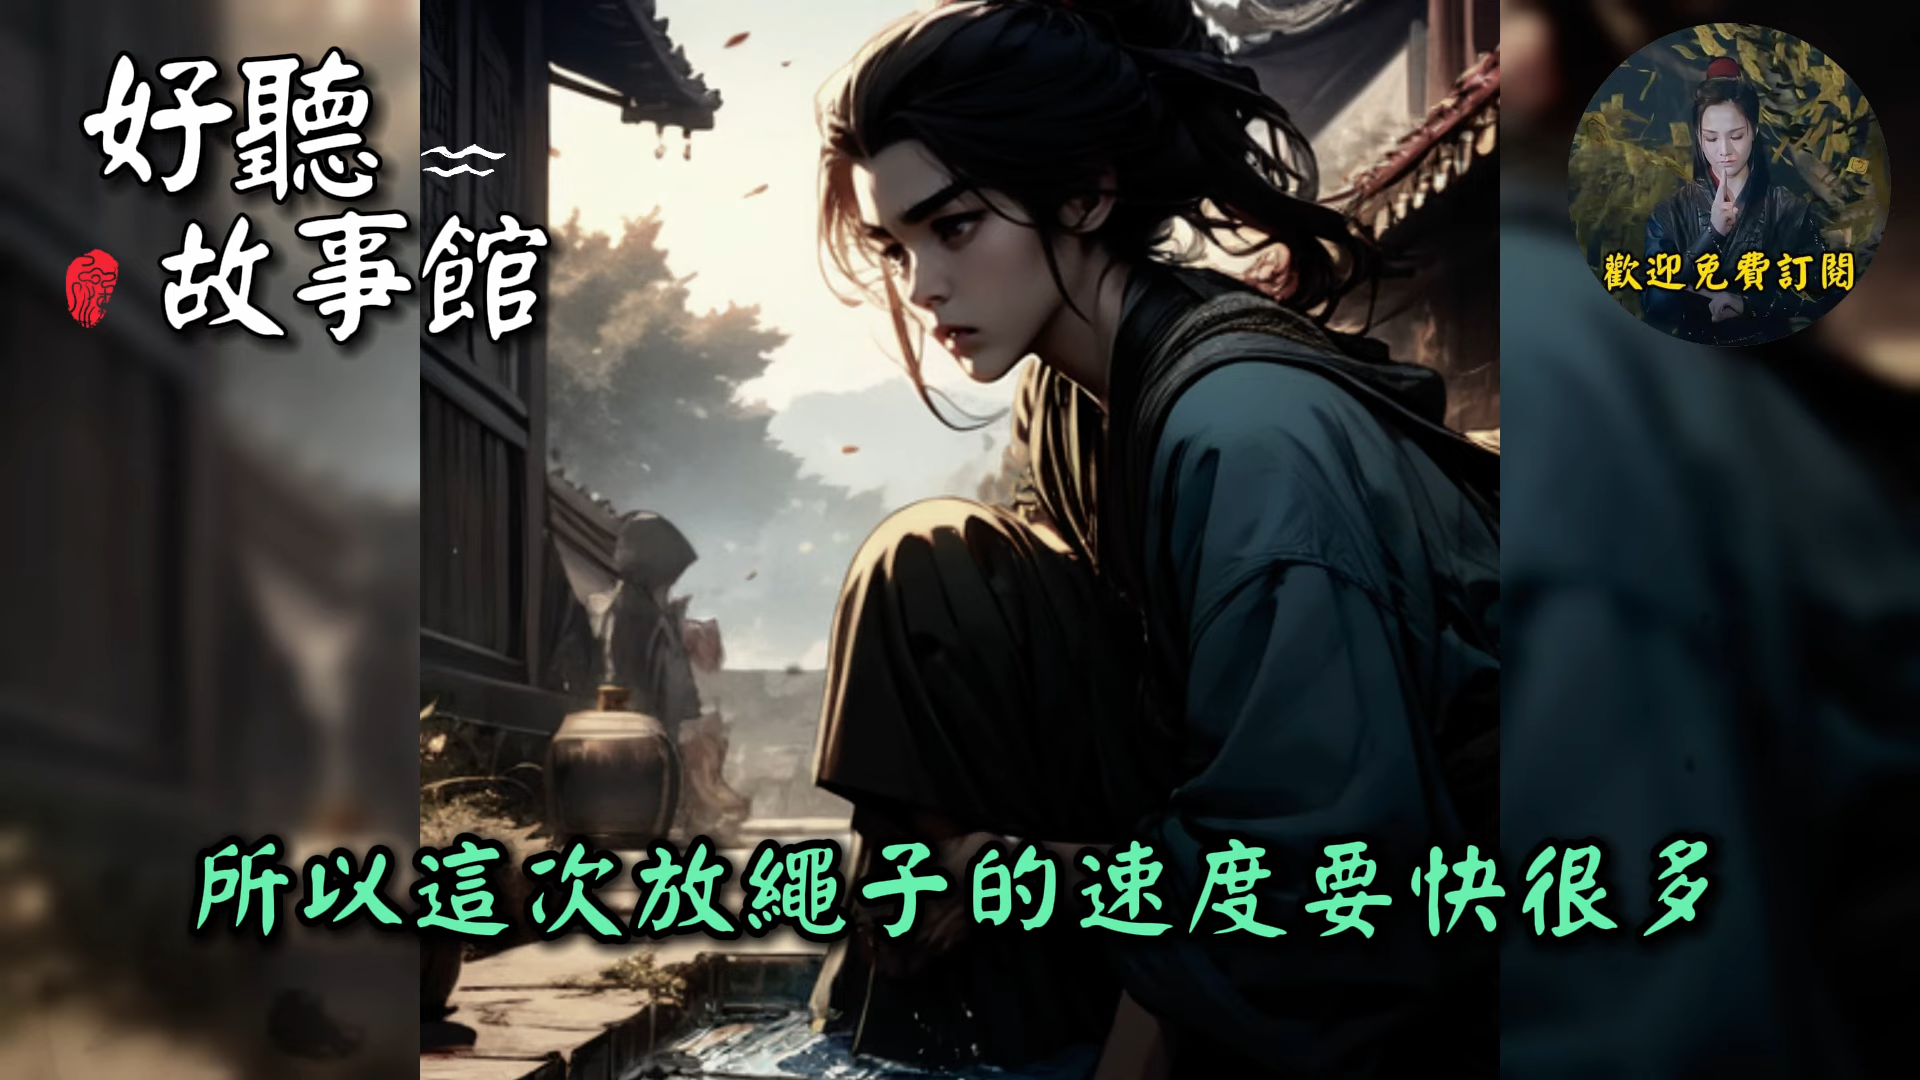 好聽
故事館
歡迎免費訂閱
所以這次放繩子的速度要快很多